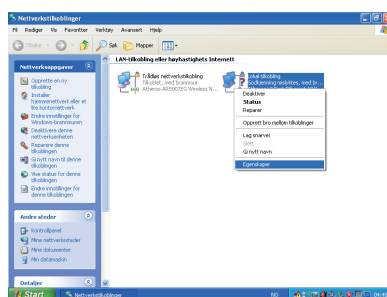 Nettverkstilkoblinger
Fil Rediger Vis Favoritter Verktøy Avansert Hjelp
Tilbake Søk Mapper
Nettverksoppgaver
Opprette en ny
tilkobling
Installer
hjemmenettverk eller et
lite kontornettverk
Endre innstillinger for
Windows-brannmuren
Deaktivere denne
nettverksenheten
Reparere denne
tilkoblingen
Gi nytt navn til denne
tilkoblingen
Vise status for denne
tilkoblingen
Endre innstillinger for
denne tilkoblingen
Andre steder
Kontrollpanel
Mine nettverkssteder
Mine dokumenter
Min datamaskin
Detaljer
LAN-tilkobling eller høyhastighets Internett
Trådløs nettverkstilkobling
Tilkoblet, med brannmur
Atheros AR5007EG Wireless N...
Lokal tilkobling
Godkjenning mislyktes, med br...
Deaktiver
Status
Reparer
Opprett bro mellom tilkoblinger
Lag snarvei
Slett
Gi nytt navn
Egenskaper
Start Nettverkstilkoblinger NO